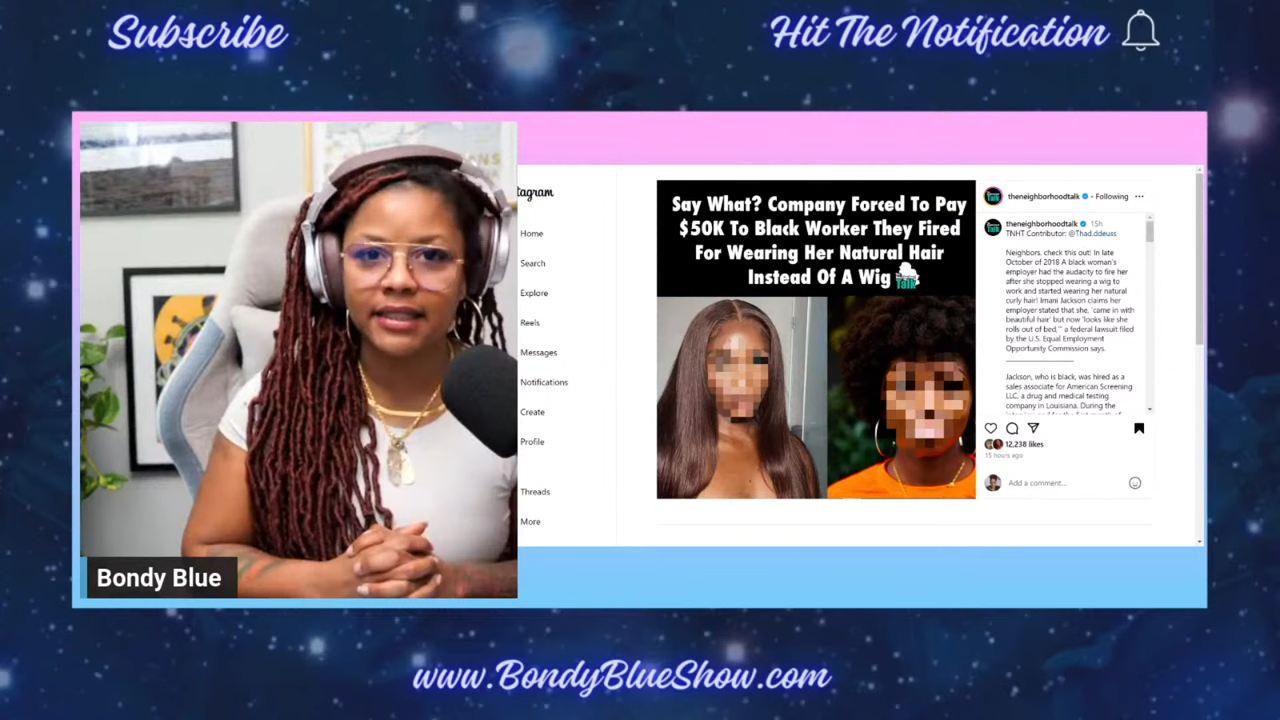 Subscribe
Hit The Notification
tagram
Home
Search
Explore
Reels
Messages
Notifications
Create
Profile
Threads
More
Say What? Company Forced To Pay
$50K To Black Worker They Fired
For Wearing Her Natural Hair
Instead Of A Wig
Talk
theneighborhoodtalk • Following
theneighborhoodtalk 15h
TNHT Contributor: @Thad.ddeuss
Neighbors, check this out! In late
October of 2018 A black woman's
employer had the audacity to fire her
after she stopped wearing a wig to
work and started wearing her natural
curly hair! Imani Jackson claims her
employer stated that she, 'came in with
beautiful hair' but now 'looks like she
rolls out of bed,'" a federal lawsuit filed
by the U.S. Equal Employment
Opportunity Commission says.
Jackson, who is black, was hired as a
sales associate for American Screening
LLC, a drug and medical testing
company in Louisiana. During the
12,238 likes
15 hours ago
Add a comment...
Bondy Blue
www.BondyBlueShow.com